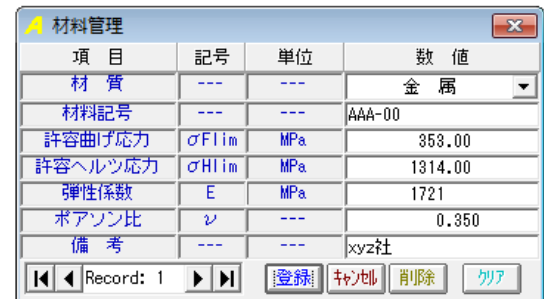 材料管理
項 目 記号 単位 数 値
材 質 --- --- 金 属
材料記号 --- --- AAA-00
許容曲げ応力 σFlim MPa 353.00
許容ヘルツ応力 σHlim MPa 1314.00
弾性係数 E MPa 1721
ポアソン比 ν --- 0.350
備 考 --- --- xyz社
Record: 1 登録 キャンセル 削除 クリア